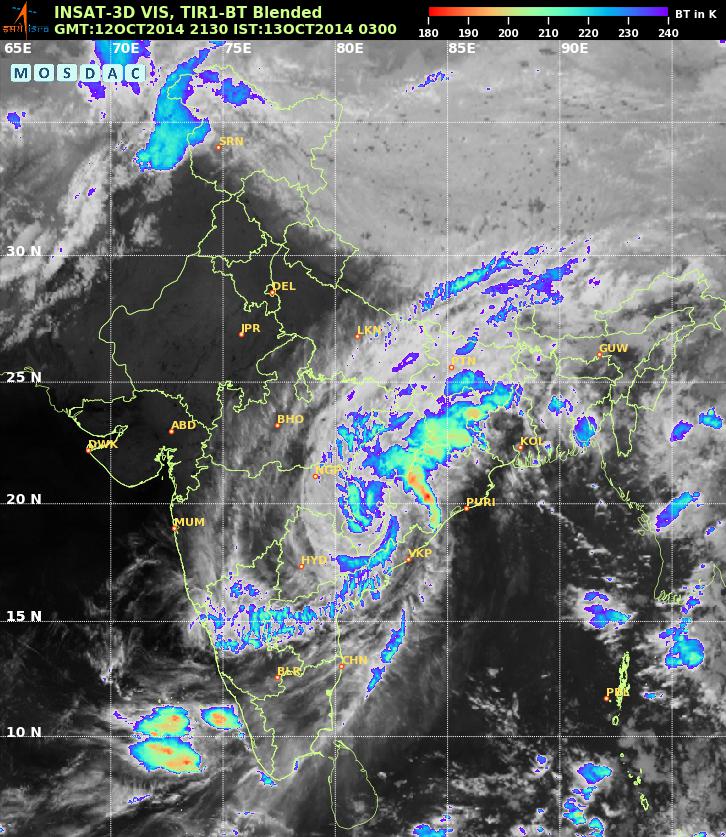 INSAT-3D VIS, TIR1-BT Blended
GMT:12OCT2014 2130 IST:13OCT2014 0300
BT in K
180 190 200 210 220 230 240
65E 70E 75E 80E 85E 90E
M O S D A C
SRN
30 N
DEL
JPR
LKN
GUW
PTN
25 N
ABD
BHO
DWK
KOL
NGP
20 N
PURI
MUM
HYD
VKP
15 N
BLR
CHN
PBL
10 N